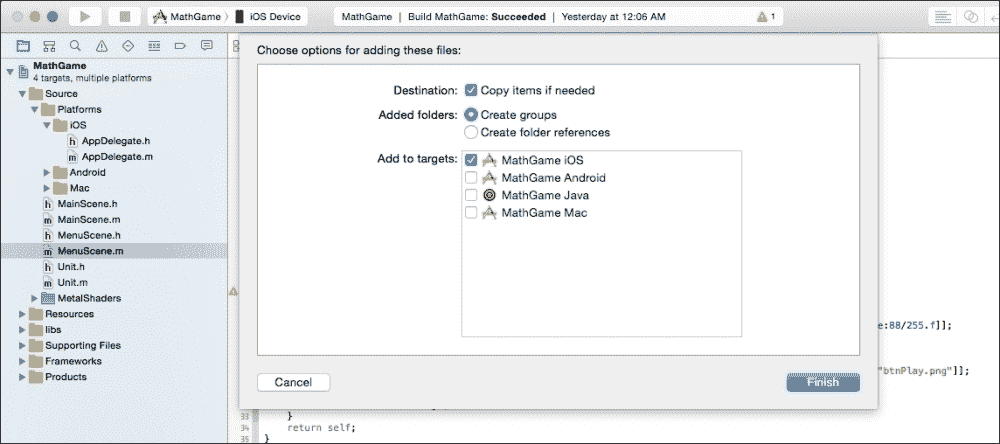 MathGame
iOS Device
MathGame | Build MathGame: Succeeded | Yesterday at 12:06 AM
1
MathGame
4 targets, multiple platforms
Source
Platforms
iOS
h AppDelegate.h
m AppDelegate.m
Android
Mac
h MainScene.h
m MainScene.m
h MenuScene.h
m MenuScene.m
h Unit.h
m Unit.m
MetalShaders
Resources
libs
Supporting Files
Frameworks
Products
Choose options for adding these files:
Destination: Copy items if needed
Added folders: Create groups
Create folder references
Add to targets: MathGame iOS
MathGame Android
MathGame Java
MathGame Mac
Cancel
Finish
e:88/255.f]];
"btnPlay.png"]];
33 }
34 return self;
35 }